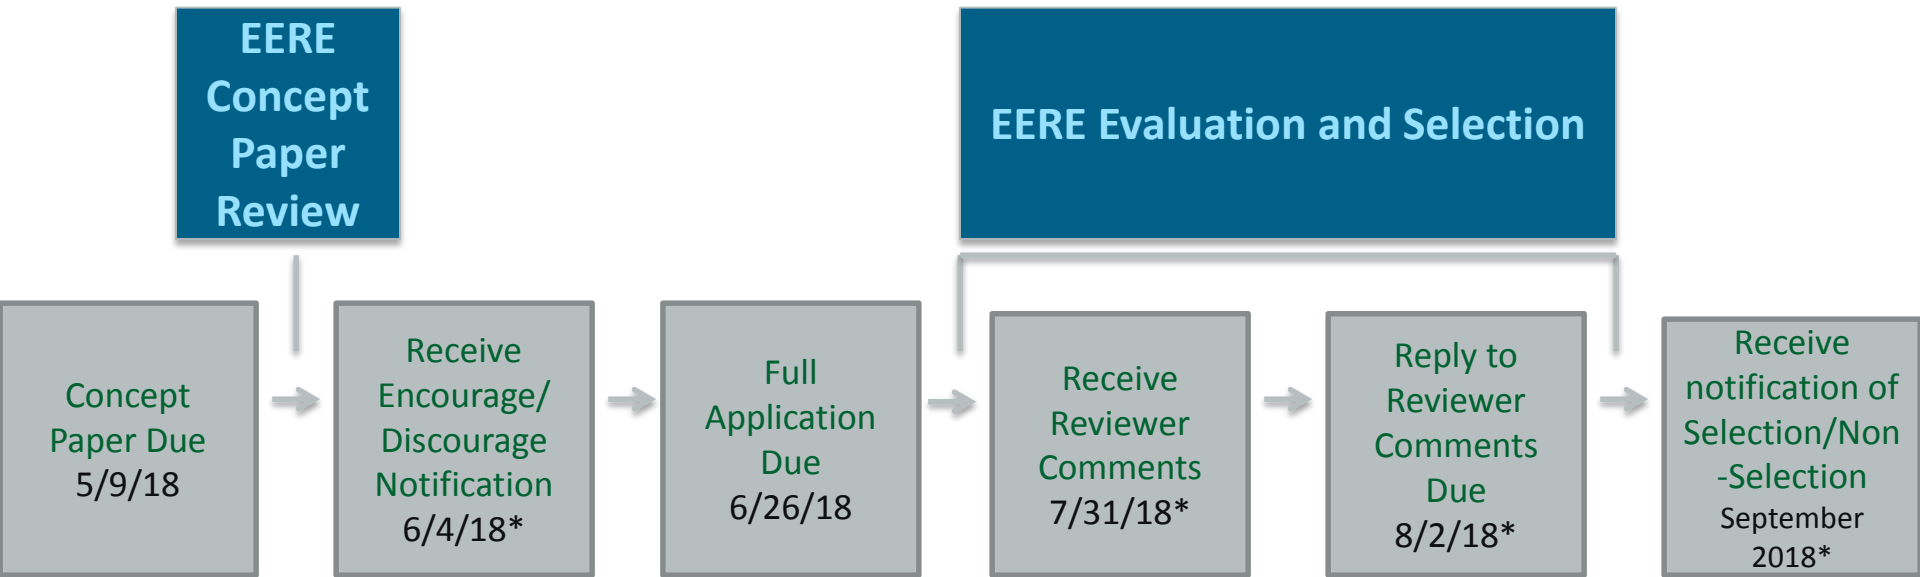 EERE
Concept
Paper
Review
EERE Evaluation and Selection
Concept
Paper Due
5/9/18
Receive
Encourage/
Discourage
Notification
6/4/18*
Full
Application
Due
6/26/18
Receive
Reviewer
Comments
7/31/18*
Reply to
Reviewer
Comments
Due
8/2/18*
Receive
notification of
Selection/Non
-Selection
September
2018*